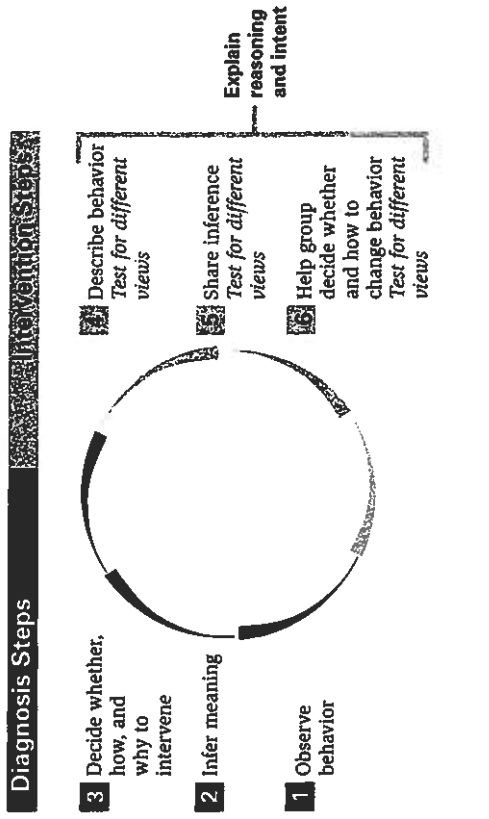 Diagnosis Steps
Intervention Steps
3 Decide whether,
how, and
why to
intervene
2 Infer meaning
1 Observe
behavior
4 Describe behavior
Test for different
views
5 Share inference
Test for different
views
6 Help group
decide whether
and how to
change behavior
Test for different
views
Explain
reasoning
and intent